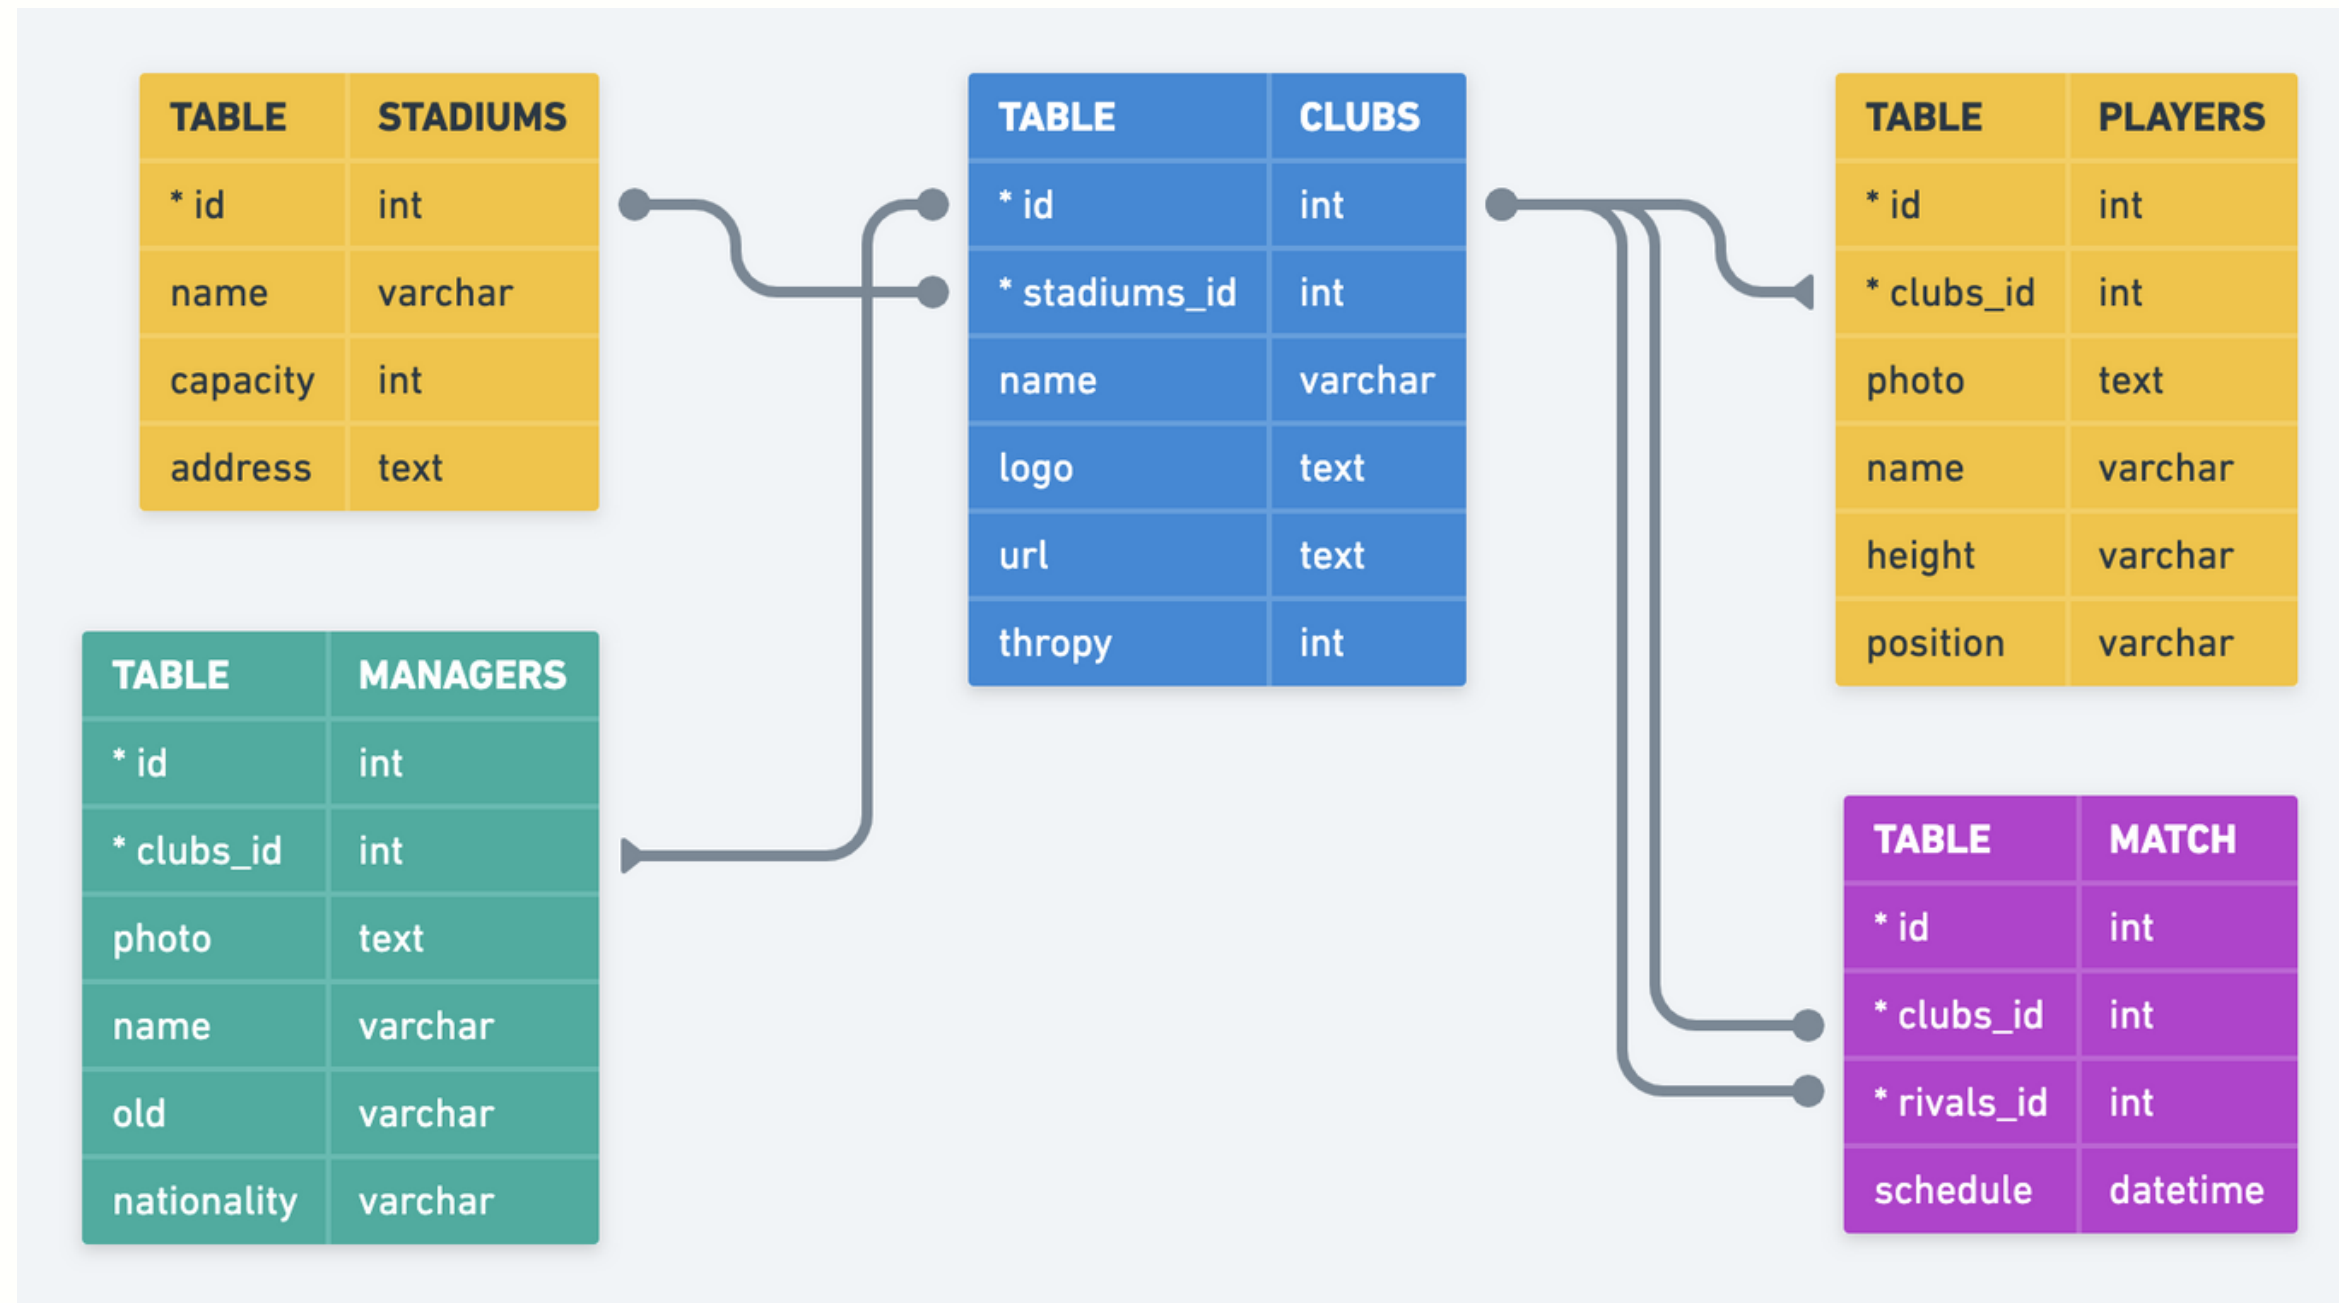 TABLE STADIUMS
* id int
name varchar
capacity int
address text
TABLE MANAGERS
* id int
* clubs_id int
photo text
name varchar
old varchar
nationality varchar
TABLE CLUBS
* id int
* stadiums_id int
name varchar
logo text
url text
thropy int
TABLE PLAYERS
* id int
* clubs_id int
photo text
name varchar
height varchar
position varchar
TABLE MATCH
* id int
* clubs_id int
* rivals_id int
schedule datetime